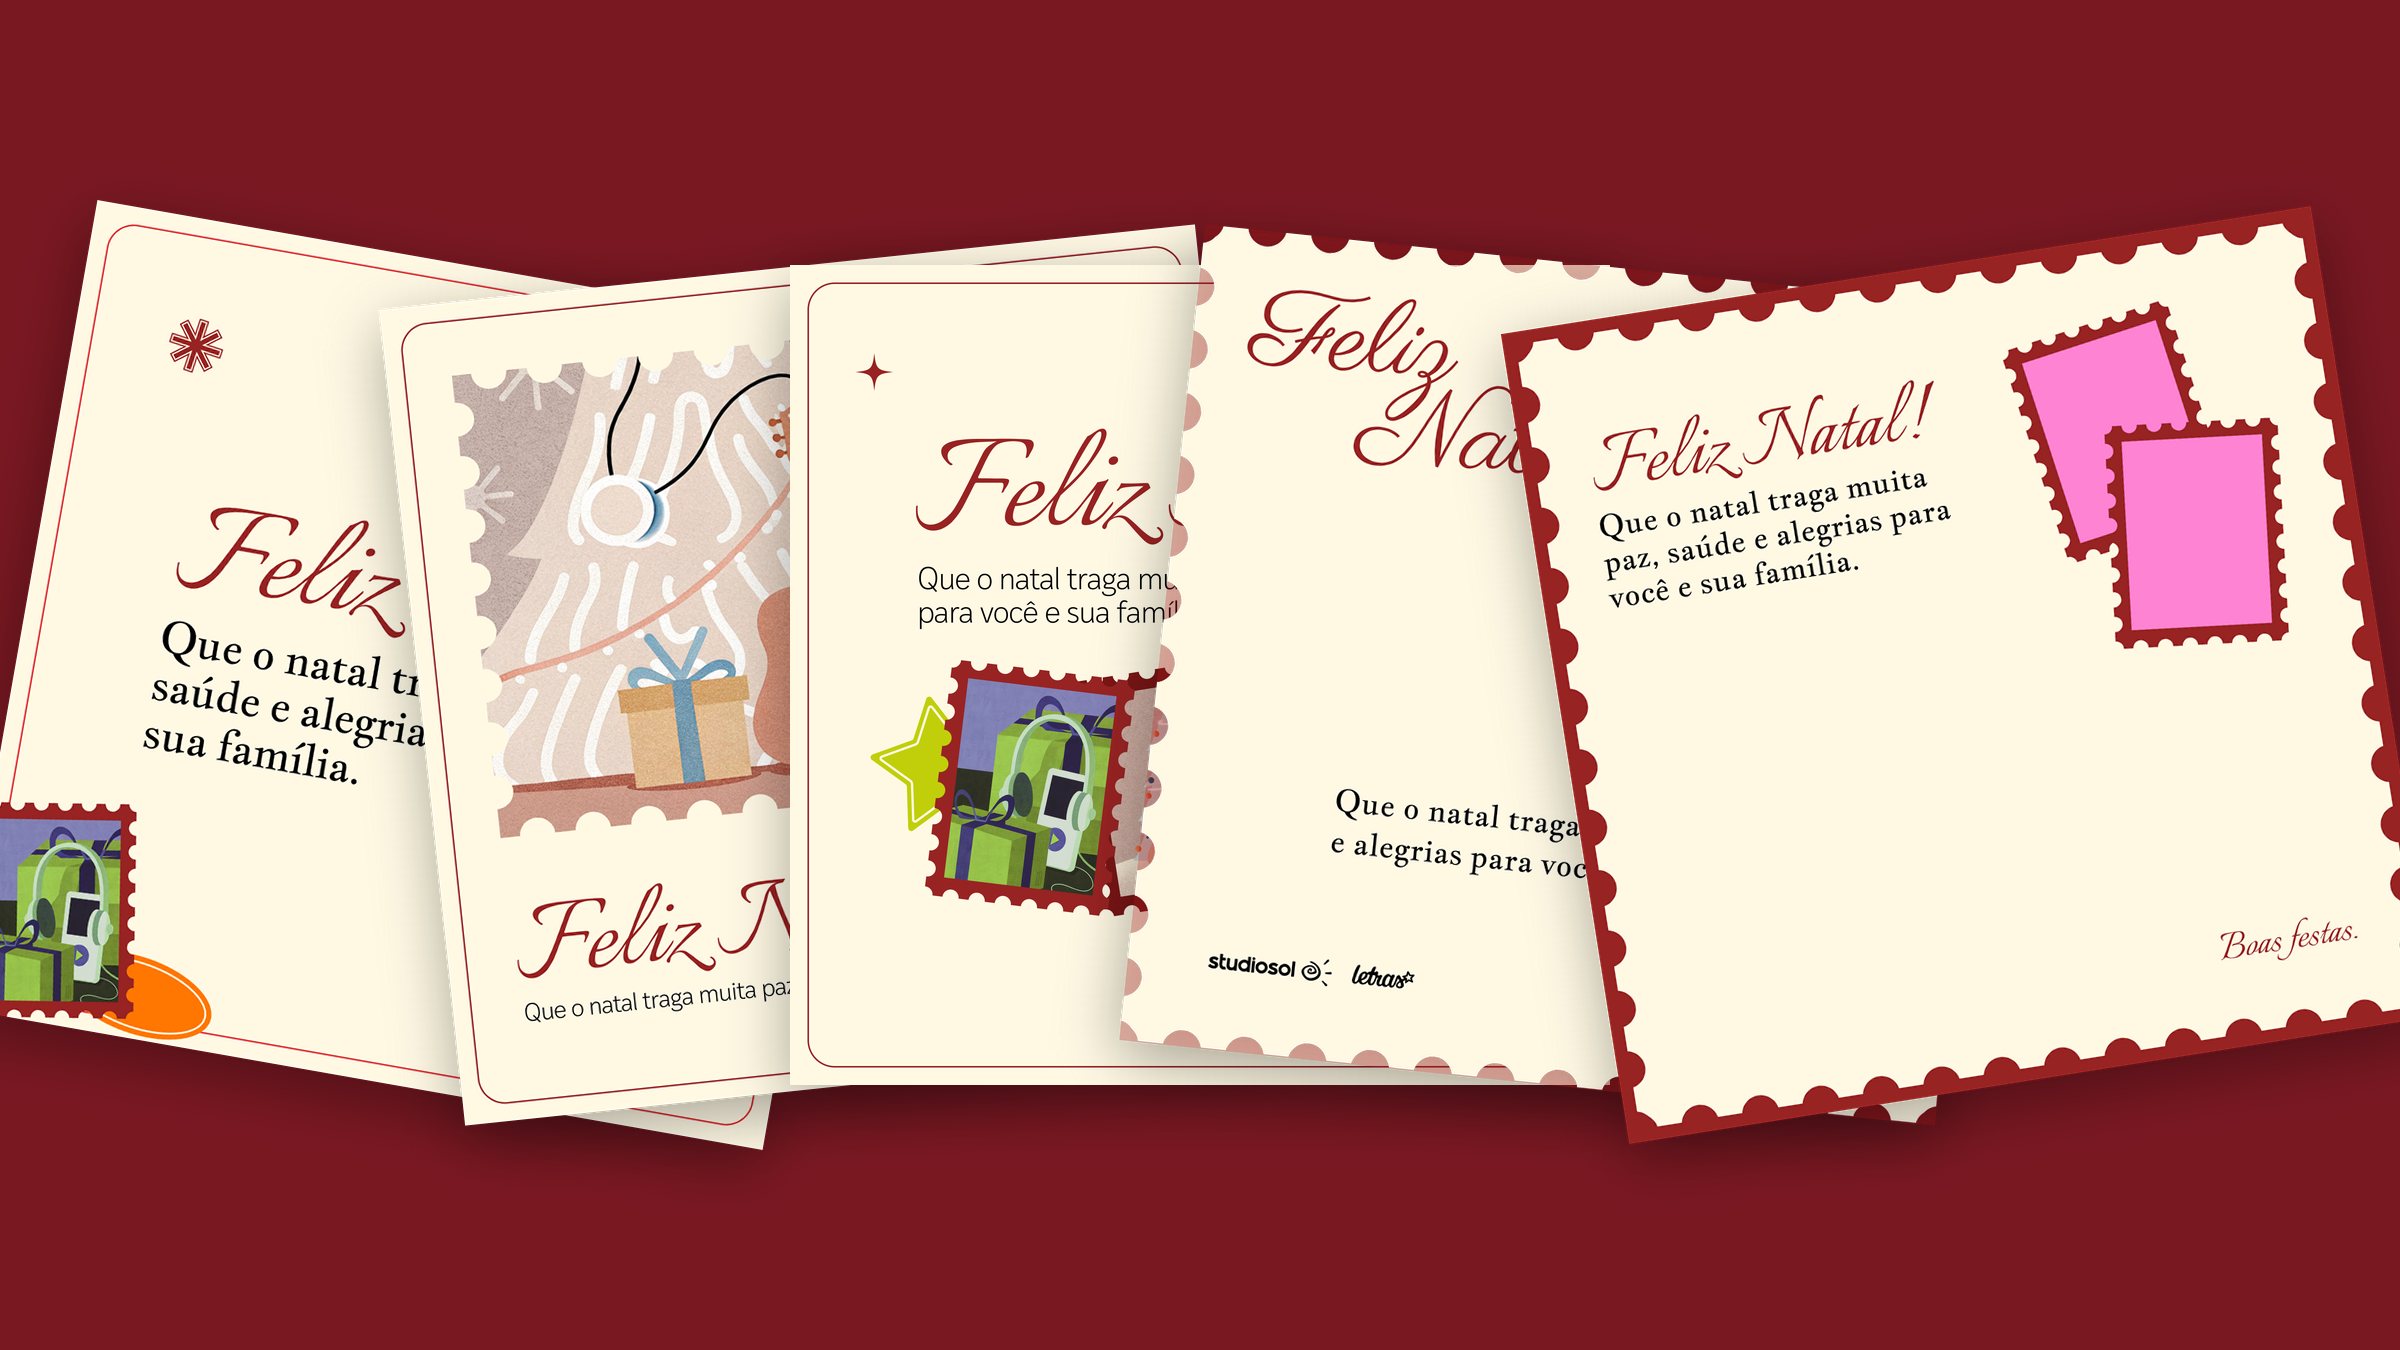 Feliz
Que o natal
saúde e
sua família.
Feliz
Que o natal traga muita
Feliz
Que o natal traga
para você e sua
Feliz
Que o natal traga
e alegrias para
studiosol letras
Feliz Natal!
Que o natal traga muita
paz, saúde e alegrias para
você e sua família.
Boas festas.